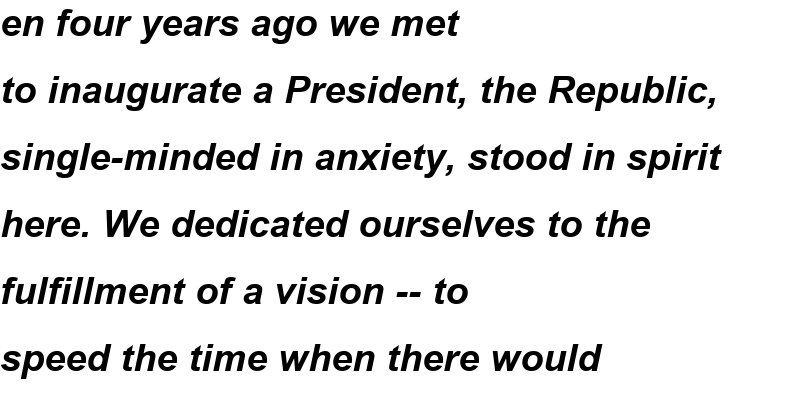 en four years ago we met
to inaugurate a President, the Republic,
single-minded in anxiety, stood in spirit
here. We dedicated ourselves to the
fulfillment of a vision -- to
speed the time when there would